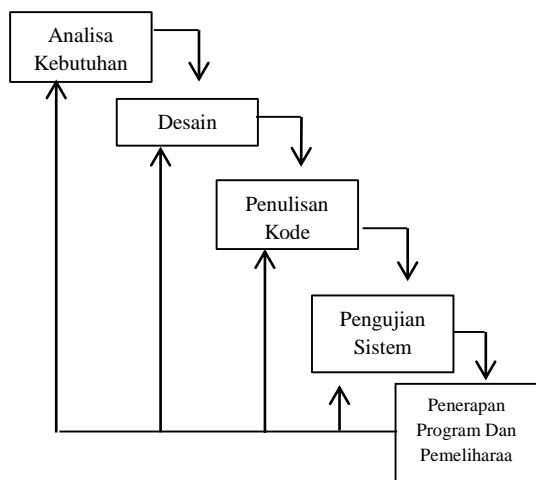 Analisa
Kebutuhan
Desain
Penulisan
Kode
Pengujian
Sistem
Penerapan
Program Dan
Pemeliharaa